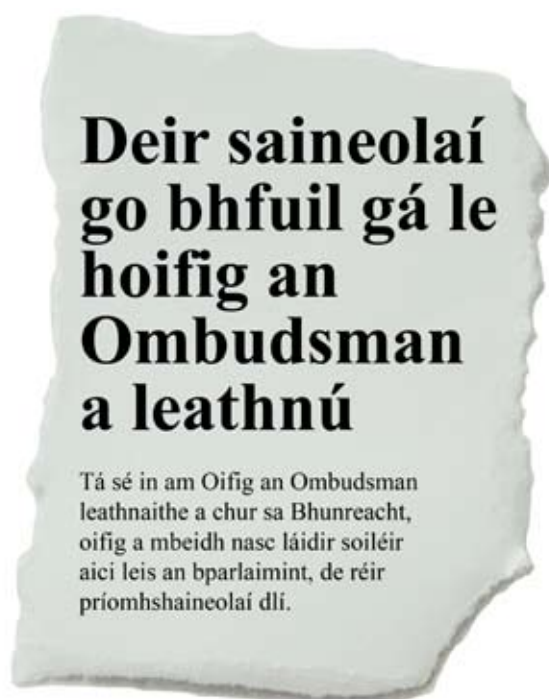 Deir saineolaí
go bhfuil gá le
hoifig an
Ombudsman
a leathnú
Tá sé in am Oifig an Ombudsman
leathnaithe a chur sa Bhunreacht,
oifig a mbeidh nasc láidir soiléir
aici leis an bparlaimint, de réir
príomhshaineolaí dlí.